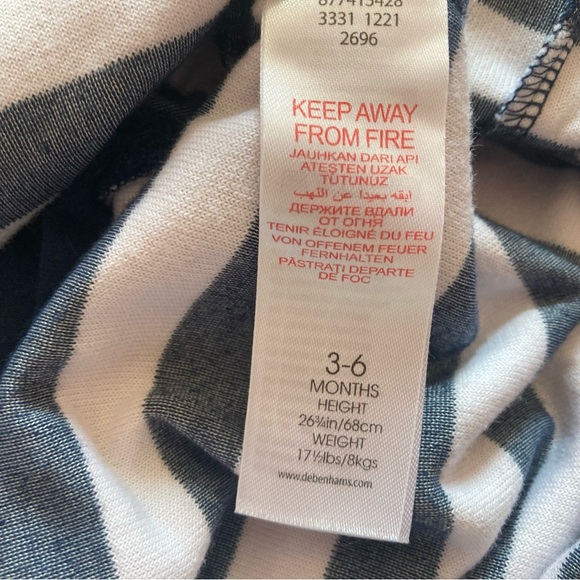 877415428
3331 1221
2696
KEEP AWAY
FROM FIRE
JAUHKAN DARI API
ATEŞTEN UZAK
TUTUNUZ
ابقه بعيدا عن اللهب
ДЕРЖИТЕ ВДАЛИ
ОТ ОГНЯ
TENIR ÉLOIGNÉ DU FEU
VON OFFENEM FEUER
FERNHALTEN
PĂSTRAȚI DEPARTE
DE FOC
3-6
MONTHS
HEIGHT
26¾in/68cm
WEIGHT
17½lbs/8kgs
www.debenhams.com